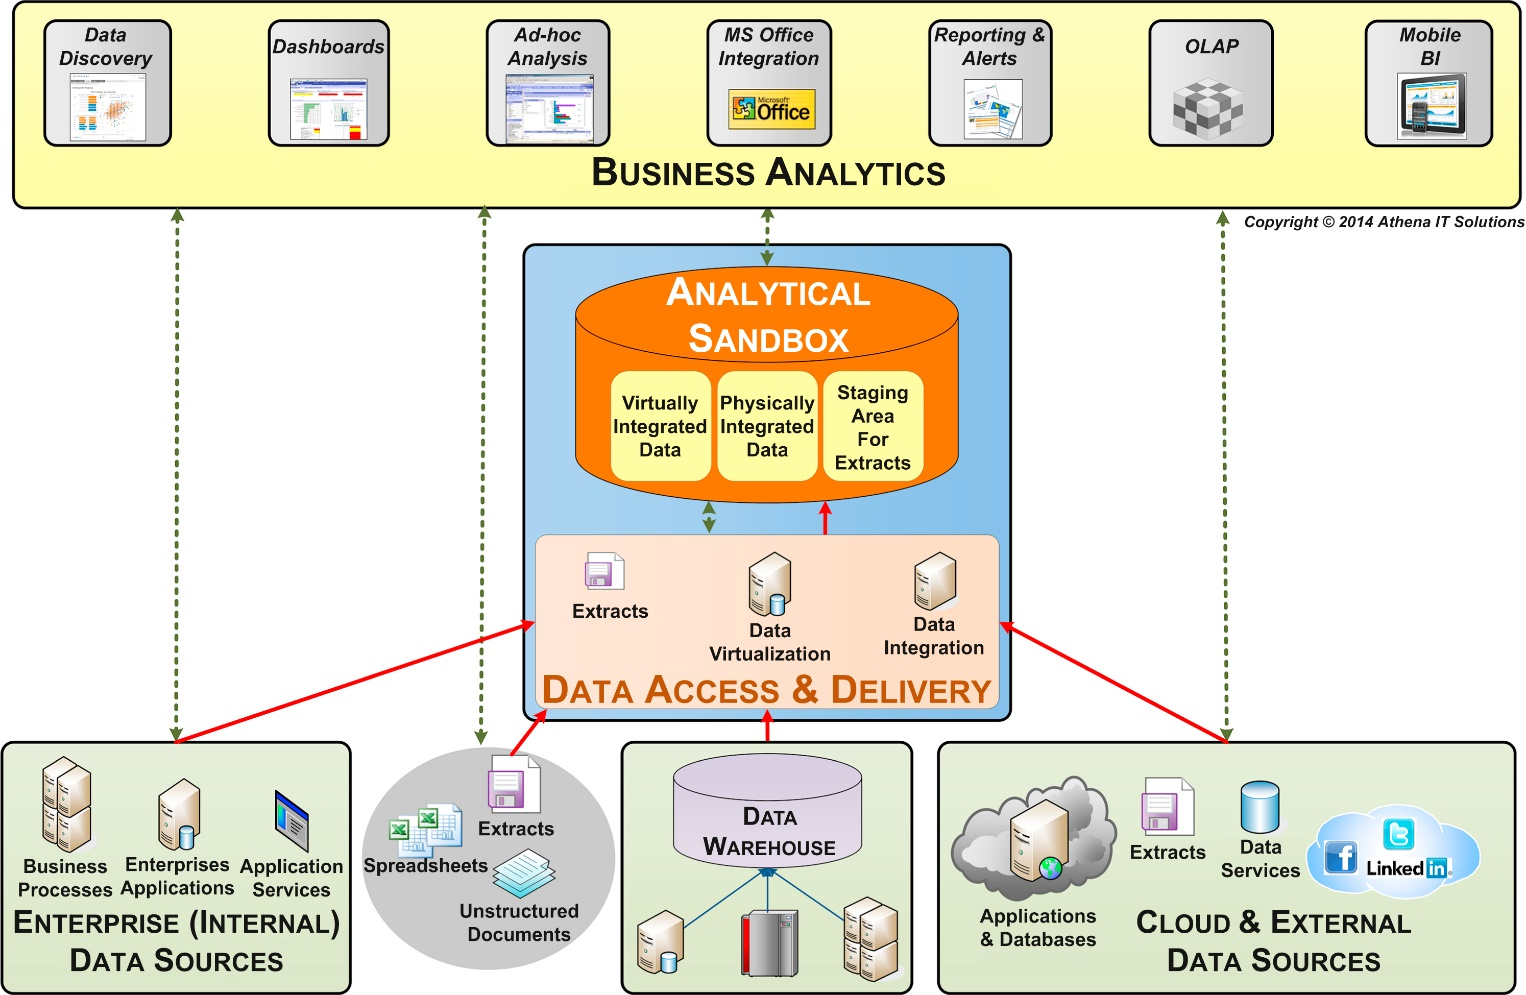 Data
Discovery
Dashboards
Ad-hoc
Analysis
MS Office
Integration
Microsoft
Office
Reporting &
Alerts
OLAP
Mobile
BI
BUSINESS ANALYTICS
Copyright © 2014 Athena IT Solutions
ANALYTICAL
SANDBOX
Virtually
Integrated
Data
Physically
Integrated
Data
Staging
Area
For
Extracts
Extracts
Data
Virtualization
Data
Integration
DATA ACCESS & DELIVERY
Business
Processes
Enterprises
Applications
Application
Services
ENTERPRISE (INTERNAL)
DATA SOURCES
Extracts
Spreadsheets
Unstructured
Documents
DATA
WAREHOUSE
Applications
& Databases
Extracts
Data
Services
Linked in
CLOUD & EXTERNAL
DATA SOURCES